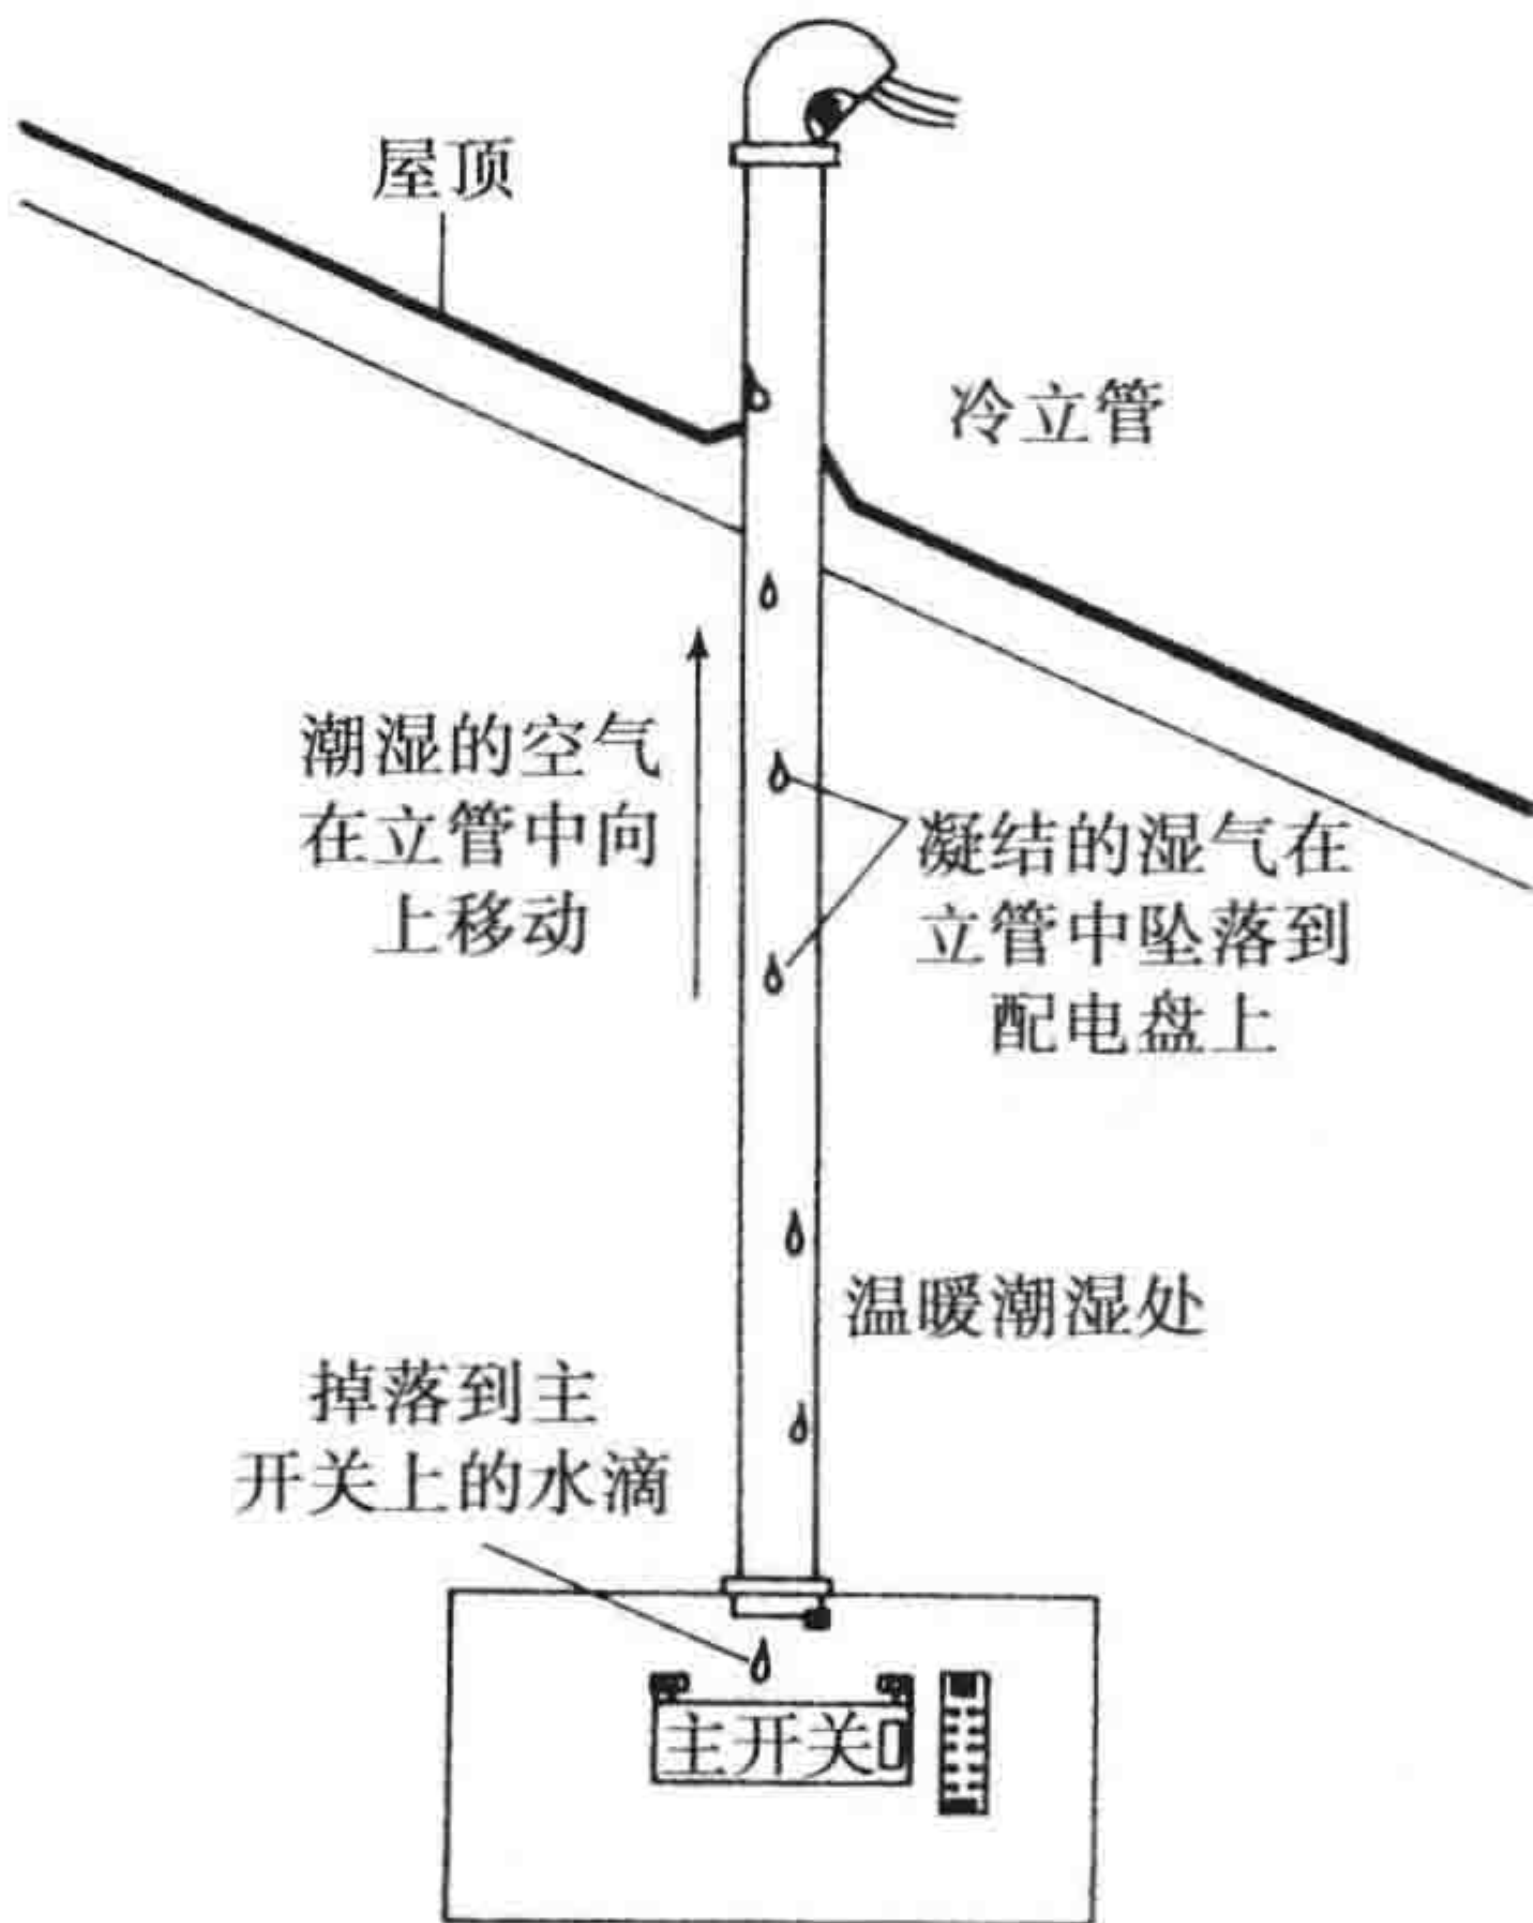 屋顶
冷立管
潮湿的空气
在立管中向
上移动
凝结的湿气在
立管中坠落到
配电盘上
温暖潮湿处
掉落到主
开关上的水滴
主开关